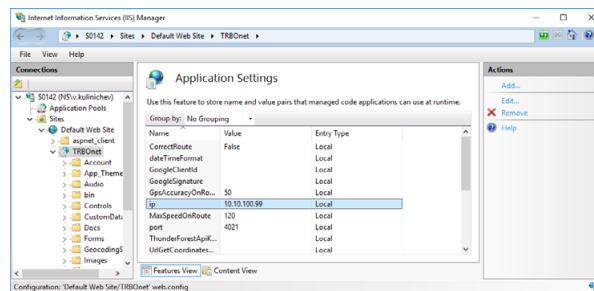 Internet Information Services (IIS) Manager
S0142 ▸ Sites ▸ Default Web Site ▸ TRBOnet ▸
File View Help
Connections
S0142 (NS\v.kulinichev)
Application Pools
Sites
Default Web Site
aspnet_client
TRBOnet
Account
App_Theme
Audio
bin
Controls
CustomData
Docs
Forms
GeocodingS
Images
Application Settings
Use this feature to store name and value pairs that managed code applications can use at runtime.
Group by: No Grouping
Name Value Entry Type
CorrectRoute False Local
dateTimeFormat Local
GoogleClientId Local
GoogleSignature Local
GpsAccuracyOnRo... 50 Local
ip 10.10.100.99 Local
MaxSpeedOnRoute 120 Local
port 4021 Local
ThunderForestApiK... Local
UrlGetCoordinates... Local
Features View Content View
Actions
Add...
Edit...
Remove
Help
Configuration: 'Default Web Site/TRBOnet' web.config